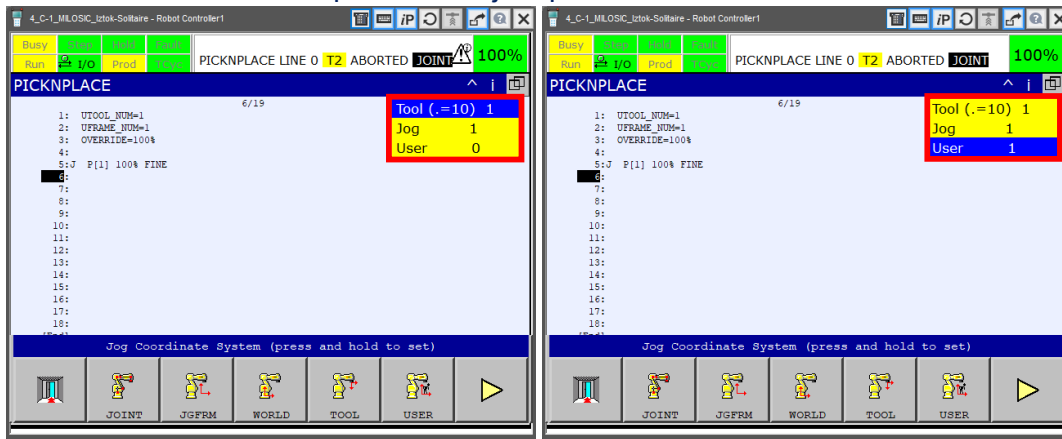 4_C-1_MILOSIC_Iztok-Solitaire - Robot Controller1
iP
Busy Step Hold Fault
Run I/O Prod TCyc
PICKNPLACE LINE 0 T2 ABORTED JOINT
100%
PICKNPLACE
6/19
Tool (.=10) 1
Jog 1
User 0
1: UTOOL_NUM=1
2: UFRAME_NUM=1
3: OVERRIDE=100%
4:
5:J P[1] 100% FINE
6:
7:
8:
9:
10:
11:
12:
13:
14:
15:
16:
17:
18:
[End]
Jog Coordinate System (press and hold to set)
JOINT JGFRM WORLD TOOL USER
4_C-1_MILOSIC_Iztok-Solitaire - Robot Controller1
iP
Busy Step Hold Fault
Run I/O Prod TCyc
PICKNPLACE LINE 0 T2 ABORTED JOINT
100%
PICKNPLACE
6/19
Tool (.=10) 1
Jog 1
User 1
1: UTOOL_NUM=1
2: UFRAME_NUM=1
3: OVERRIDE=100%
4:
5:J P[1] 100% FINE
6:
7:
8:
9:
10:
11:
12:
13:
14:
15:
16:
17:
18:
[End]
Jog Coordinate System (press and hold to set)
JOINT JGFRM WORLD TOOL USER